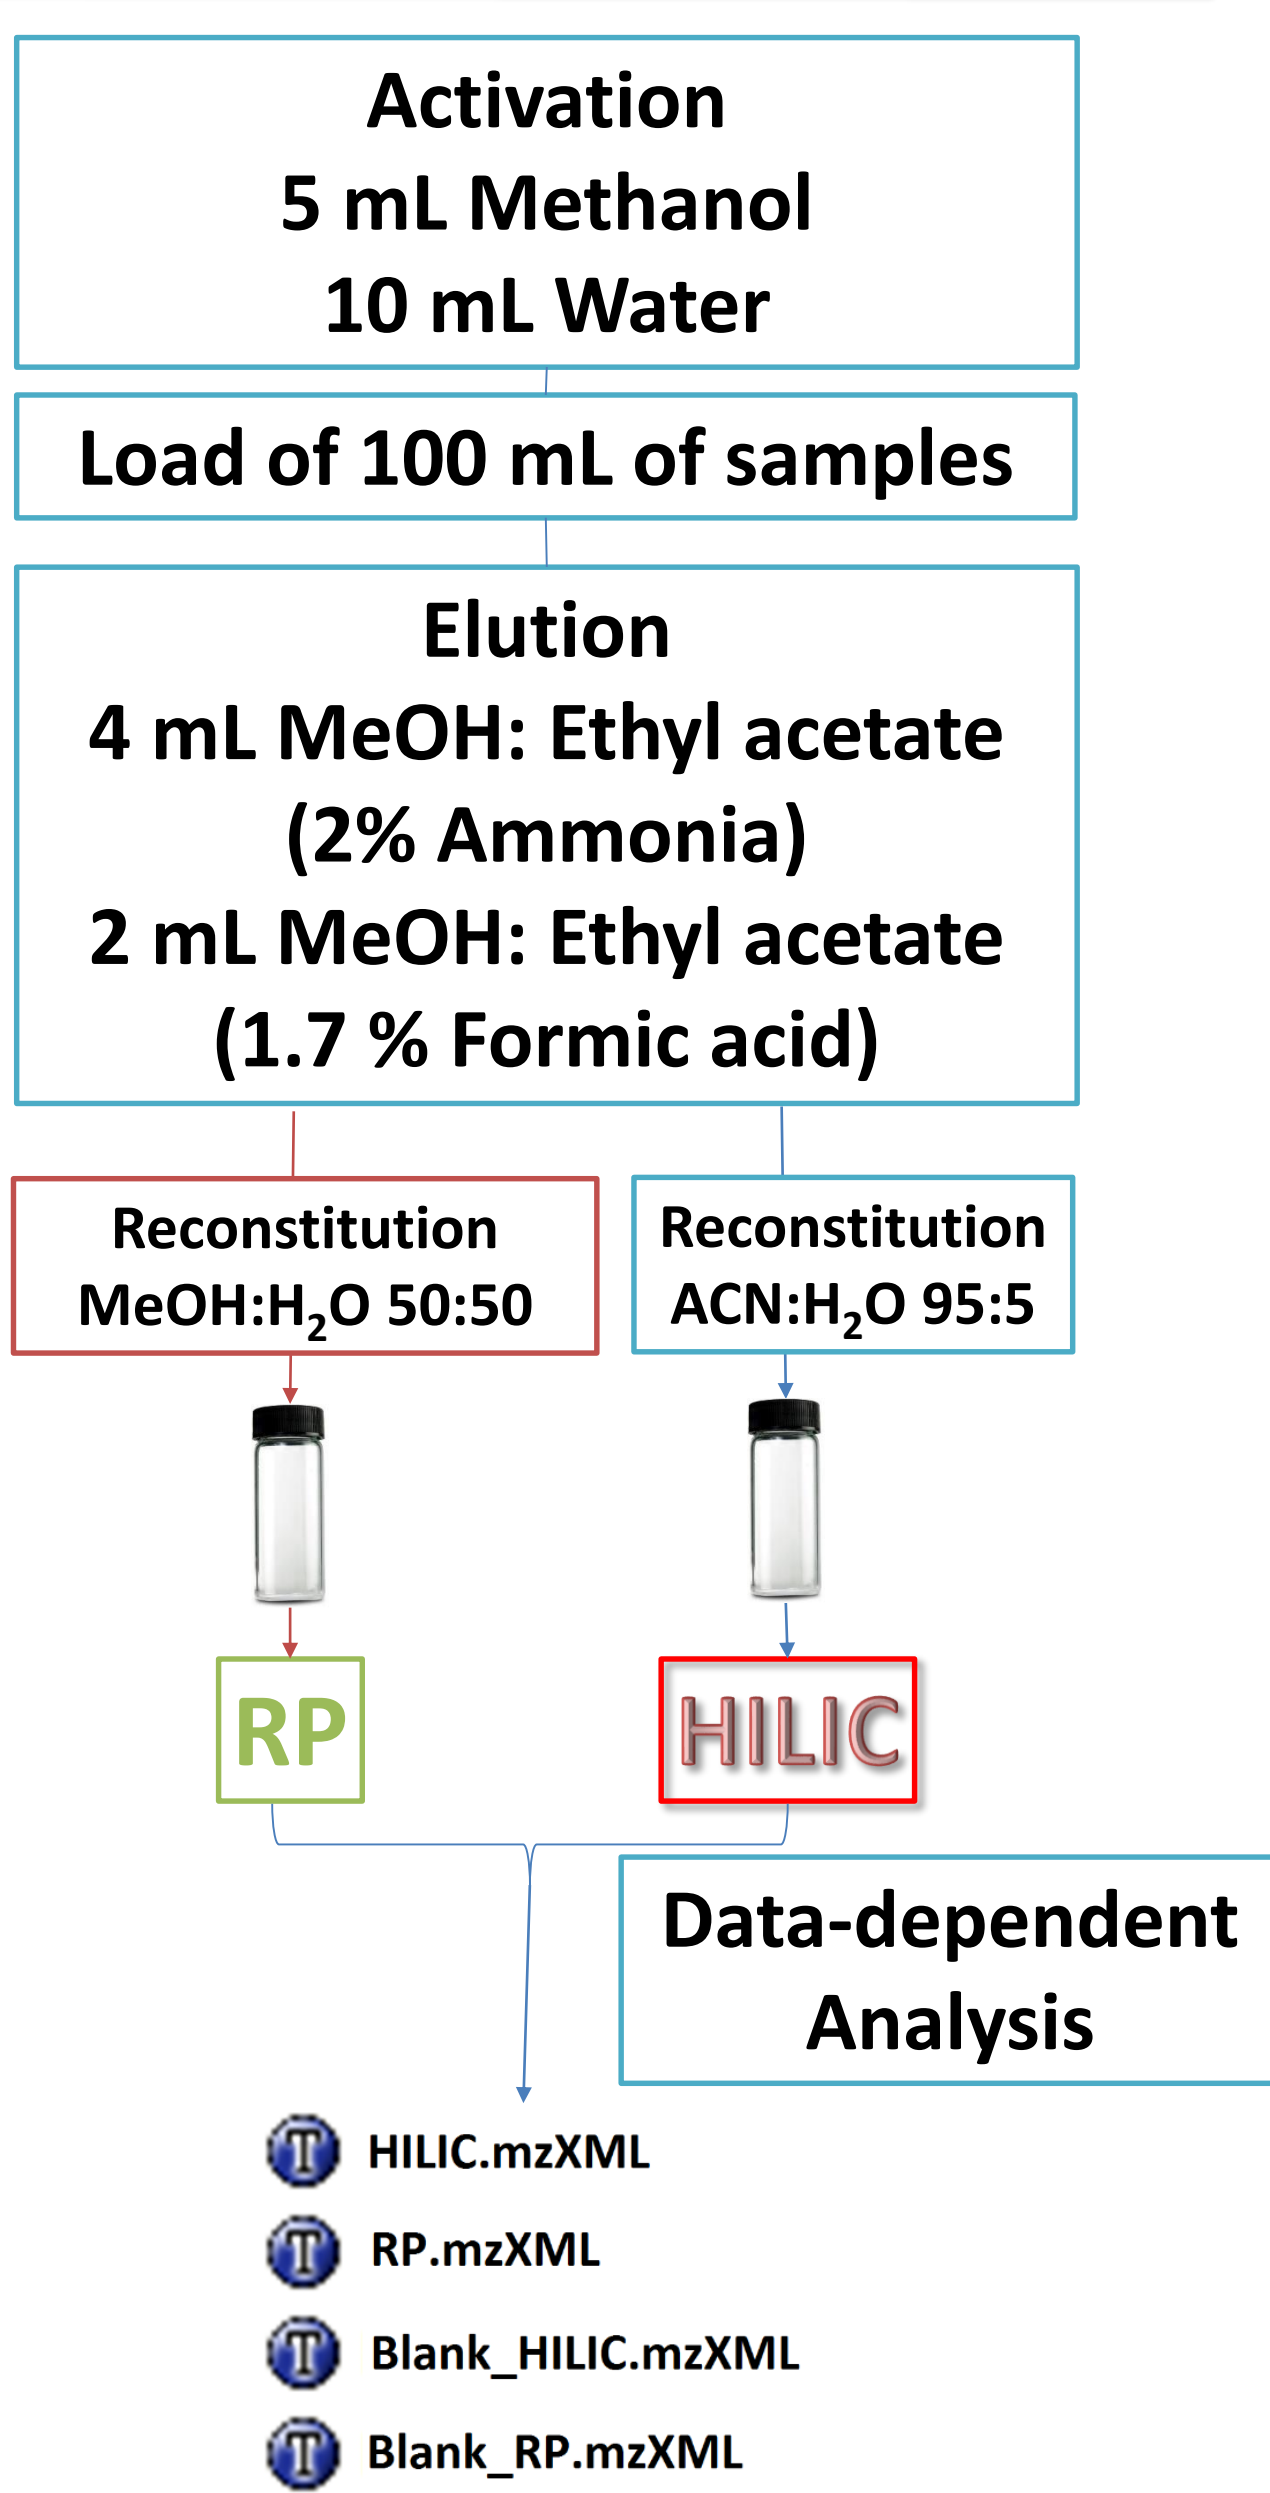 Activation
5 mL Methanol
10 mL Water
Load of 100 mL of samples
Elution
4 mL MeOH: Ethyl acetate
(2% Ammonia)
2 mL MeOH: Ethyl acetate
(1.7 % Formic acid)
Reconstitution
MeOH:H₂O 50:50
Reconstitution
ACN:H₂O 95:5
RP
HILIC
Data-dependent
Analysis
T HILIC.mzXML
T RP.mzXML
T Blank_HILIC.mzXML
T Blank_RP.mzXML